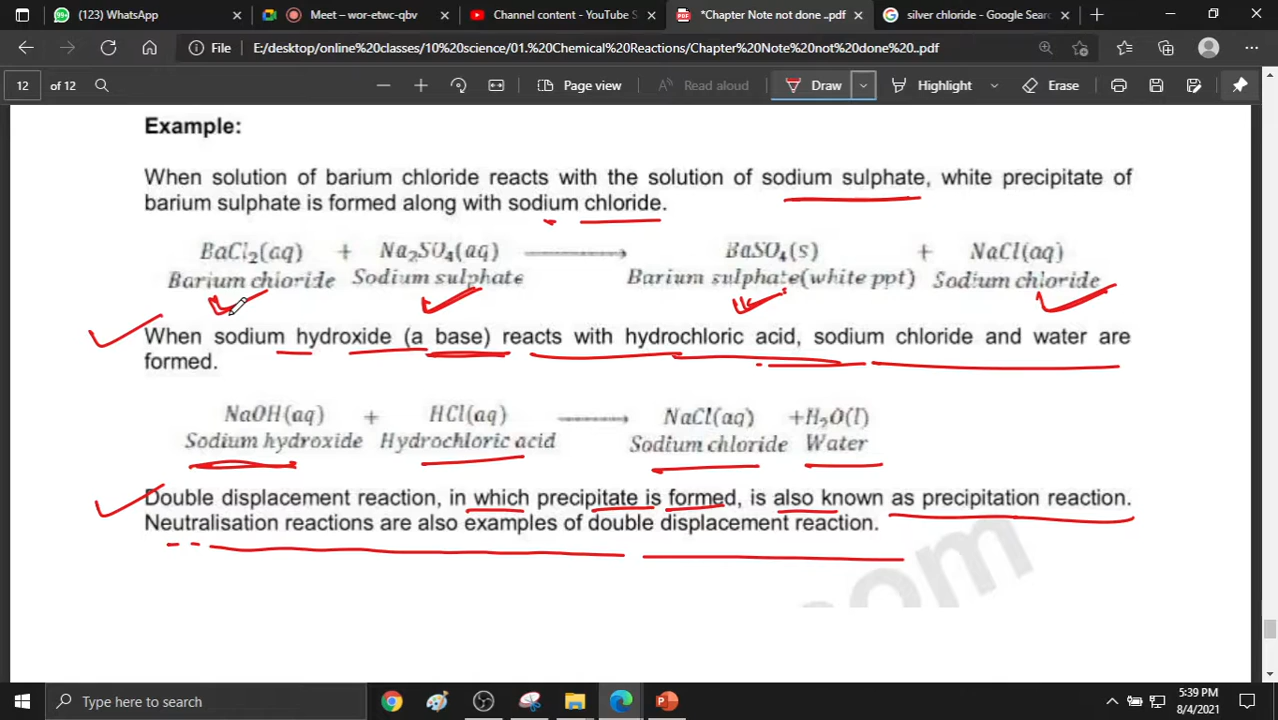 (123) WhatsApp
Meet – wor-etwc-qbv
Channel content - YouTube S
*Chapter Note not done ..pdf
silver chloride - Google Searc
File
E:/desktop/online%20classes/10%20science/01.%20Chemical%20Reactions/Chapter%20Note%20not%20done%20..pdf
12 of 12
Page view
Read aloud
Draw
Highlight
Erase
Example:
When solution of barium chloride reacts with the solution of sodium sulphate, white precipitate of
barium sulphate is formed along with sodium chloride.
BaCl₂(aq) + Na₂SO₄(aq) ⟶ BaSO₄(s) + NaCl(aq)
Barium chloride Sodium sulphate Barium sulphate(white ppt) Sodium chloride
When sodium hydroxide (a base) reacts with hydrochloric acid, sodium chloride and water are
formed.
NaOH(aq) + HCl(aq) ⟶ NaCl(aq) +H₂O(l)
Sodium hydroxide Hydrochloric acid Sodium chloride Water
Double displacement reaction, in which precipitate is formed, is also known as precipitation reaction.
Neutralisation reactions are also examples of double displacement reaction.
com
Type here to search
5:39 PM
8/4/2021